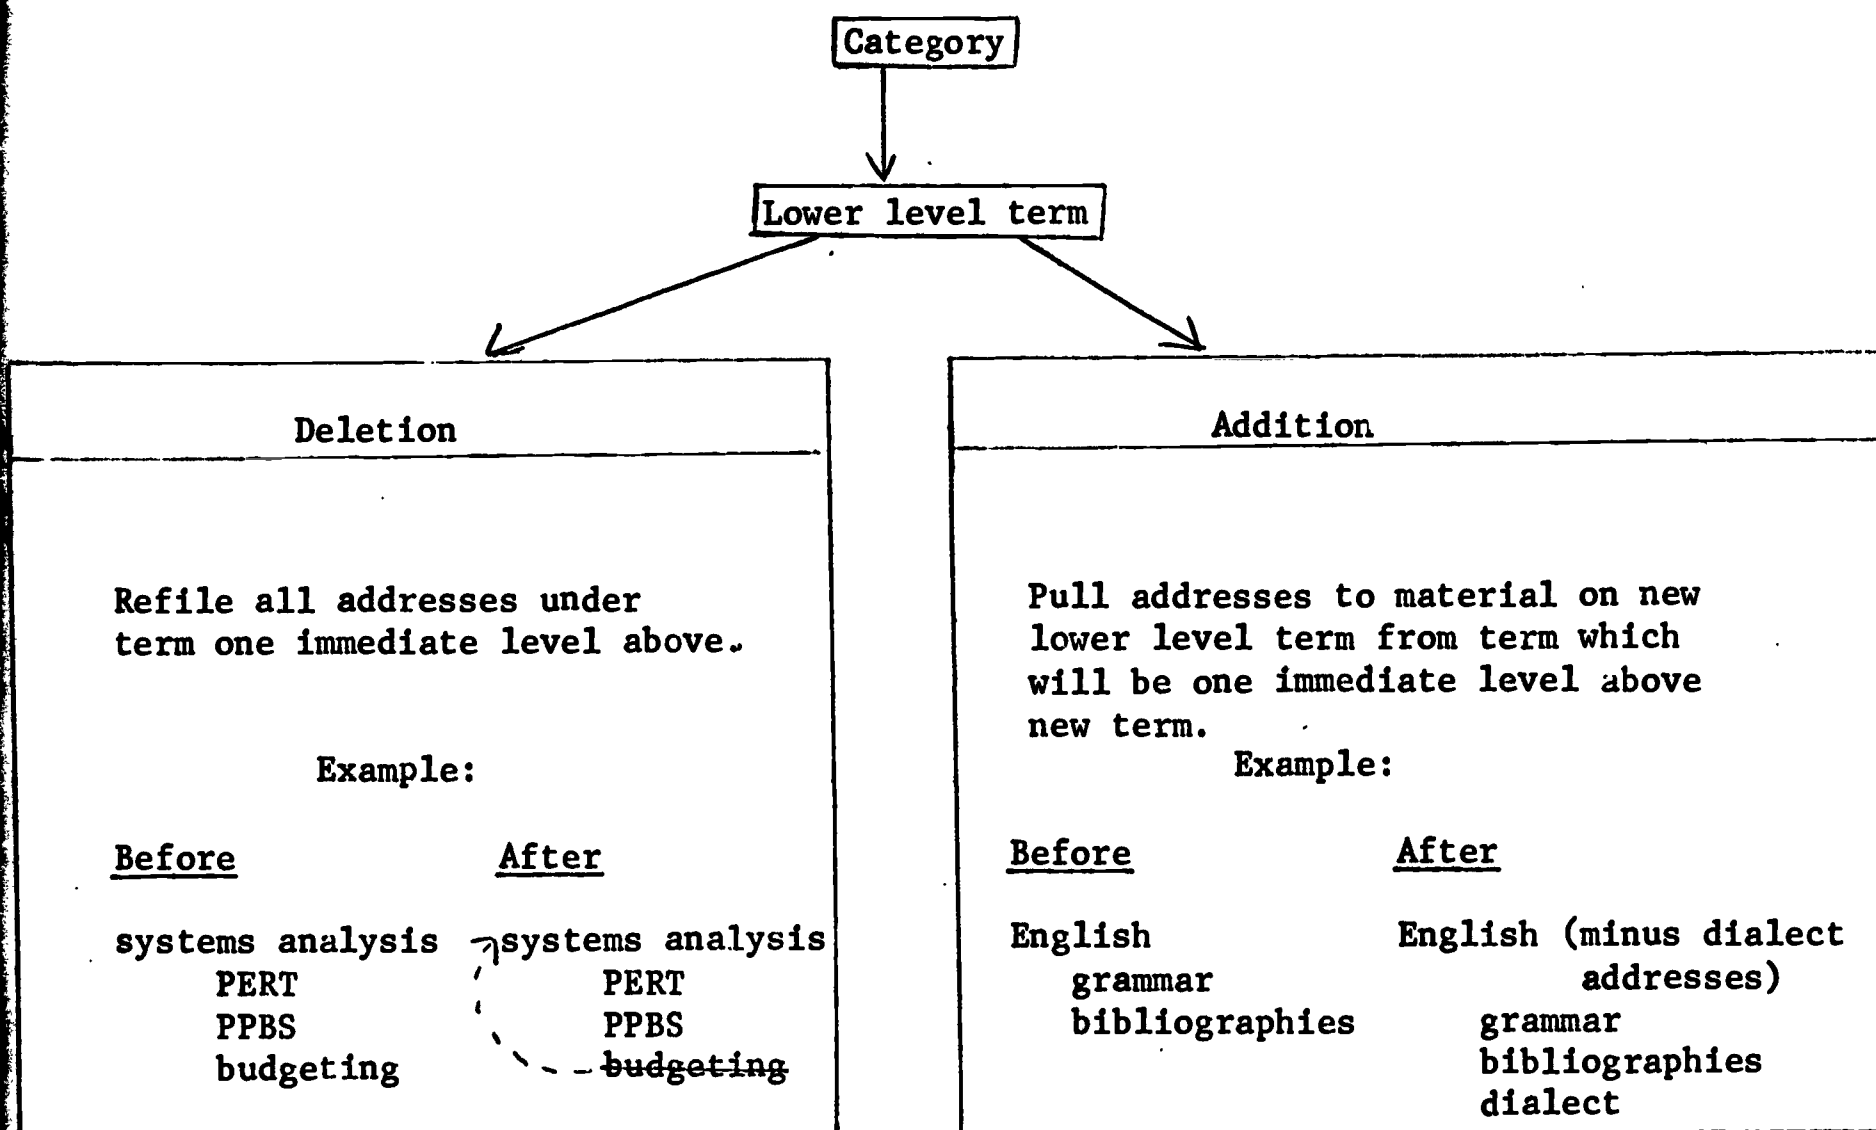 Category
Lower level term
Deletion
Refile all addresses under
term one immediate level above.
Example:
Before After
systems analysis systems analysis
PERT PERT
PPBS PPBS
budgeting budgeting
Addition
Pull addresses to material on new
lower level term from term which
will be one immediate level above
new term.
Example:
Before After
English English (minus dialect
addresses)
grammar
bibliographies
grammar
bibliographies
dialect